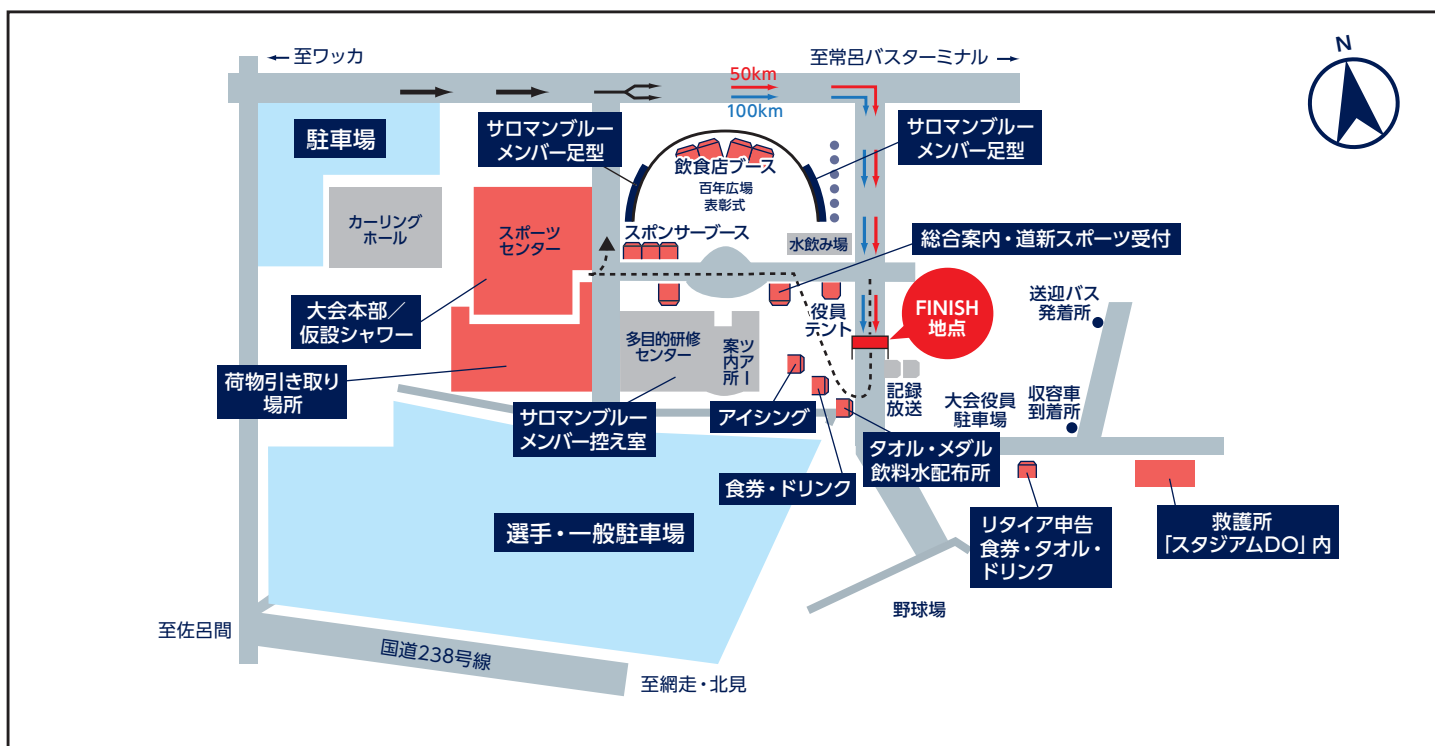 ←至ワッカ
至常呂バスターミナル→
N
50km
100km
駐車場
サロマンブルー
メンバー足型
サロマンブルー
メンバー足型
飲食店ブース
百年広場
表彰式
カーリング
ホール
スポーツ
センター
スポンサーブース
水飲み場
総合案内・道新スポーツ受付
大会本部／
仮設シャワー
役員
テント
FINISH
地点
送迎バス
発着所
多目的研修
センター
ツアー
案内所
荷物引き取り
場所
記録
放送
大会役員
駐車場
収容車
到着所
サロマンブルー
メンバー控え室
アイシング
タオル・メダル
飲料水配布所
食券・ドリンク
選手・一般駐車場
リタイア申告
食券・タオル・
ドリンク
救護所
「スタジアムDO」内
野球場
至佐呂間
国道238号線
至網走・北見